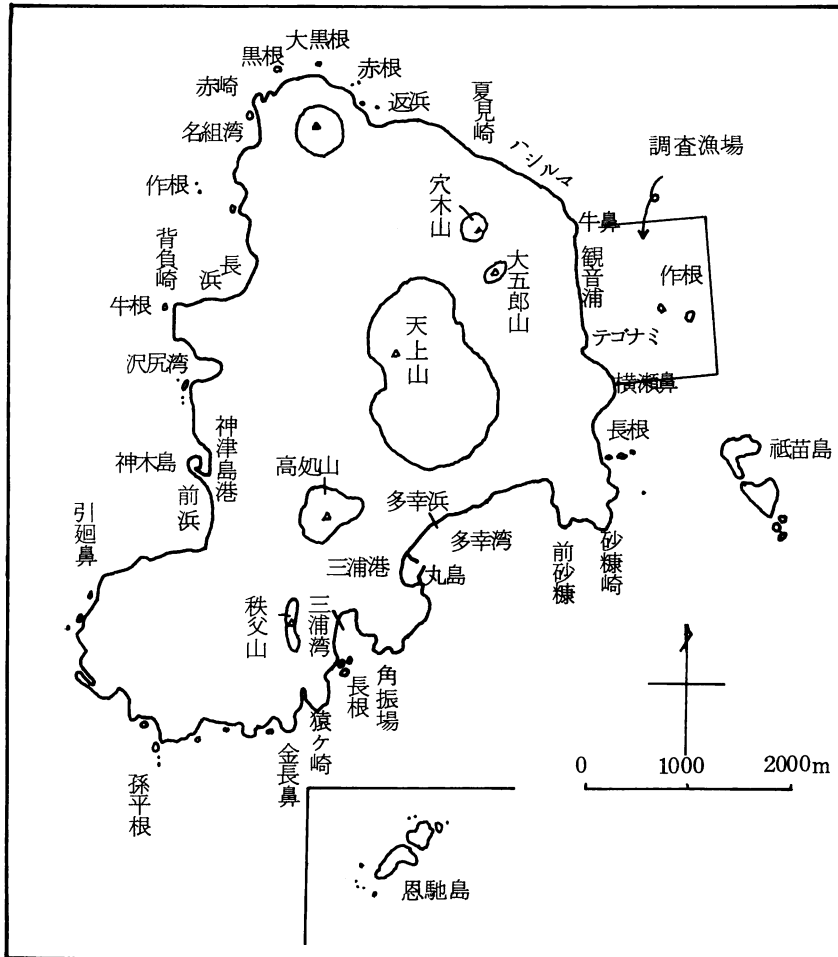 大黒根
黒根
赤根
赤崎
返浜
夏見崎
名組湾
アシルマ
調査漁場
作根
穴木山
牛鼻
背負崎
長浜
大五郎山
観音浦
作根
牛根
天上山
テゴナミ
沢尻湾
横瀬鼻
神津島港
長根
祗苗島
神木島
高処山
前浜
多幸浜
引廻鼻
多幸湾
前砂糠
砂糠崎
三浦港
丸島
秩父山
三浦湾
長根
角振場
猿ヶ崎
金長鼻
孫平根
0 1000 2000m
恩馳島